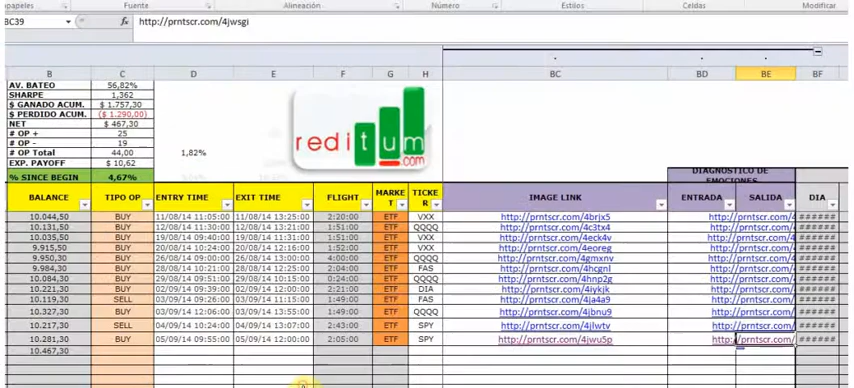 apapeles Fuente Alineación Número Estilos Celdas Modificar
BC39 fx http://prntscr.com/4jwsgi
B C D E F G H BC BD BE BF
AV. BATEO 56,82%
SHARPE 1,362
$ GANADO ACUM. $ 1.757,30
$ PERDIDO ACUM. ($ 1.290,00)
NET $ 467,30
# OP + 25
# OP - 19
# OP Total 44,00 1,82%
EXP. PAYOFF $ 10,62
reditum
.com
% SINCE BEGIN 4,67%
DIAGNOSTICO DE
EMOCIONES
BALANCE TIPO OP ENTRY TIME EXIT TIME FLIGHT MARKE T TICKE R IMAGE LINK ENTRADA SALIDA DIA
10.044,50 BUY 11/08/14 11:05:00 11/08/14 13:25:00 2:20:00 ETF VXX http://prntscr.com/4brjx5 http://prntscr.com/4 ######
10.131,50 BUY 12/08/14 11:30:00 12/08/14 13:21:00 1:51:00 ETF QQQQ http://prntscr.com/4c3tx4 http://prntscr.com/4 ######
10.035,50 BUY 19/08/14 09:40:00 19/08/14 11:31:00 1:51:00 ETF VXX http://prntscr.com/4eck4v http://prntscr.com/ ######
9.915,50 BUY 20/08/14 10:24:00 20/08/14 12:16:00 1:52:00 ETF VXX http://prntscr.com/4eoreg http://prntscr.com/ ######
9.950,30 BUY 26/08/14 09:00:00 26/08/14 13:00:00 4:00:00 ETF QQQQ http://prntscr.com/4gmxnv http://prntscr.com/ ######
9.984,30 BUY 28/08/14 10:21:00 28/08/14 12:25:00 2:04:00 ETF FAS http://prntscr.com/4hcgnl http://prntscr.com/ ######
10.084,30 BUY 29/08/14 09:51:00 29/08/14 10:15:00 0:24:00 ETF QQQQ http://prntscr.com/4hnp2g http://prntscr.com/ ######
10.221,30 BUY 02/09/14 09:39:00 02/09/14 12:00:00 2:21:00 ETF DIA http://prntscr.com/4iykjk http://prntscr.com/ ######
10.119,30 SELL 03/09/14 09:26:00 03/09/14 11:15:00 1:49:00 ETF FAS http://prntscr.com/4ja4a9 http://prntscr.com/ ######
10.327,30 BUY 03/09/14 12:06:00 03/09/14 13:55:00 1:49:00 ETF QQQQ http://prntscr.com/4jbnu9 http://prntscr.com/ ######
10.217,30 SELL 04/09/14 10:24:00 04/09/14 13:07:00 2:43:00 ETF SPY http://prntscr.com/4jlwtv http://prntscr.com/ ######
10.281,30 BUY 05/09/14 09:55:00 05/09/14 12:00:00 2:05:00 ETF SPY http://prntscr.com/4jwu5p http://prntscr.com/ ######
10.467,30